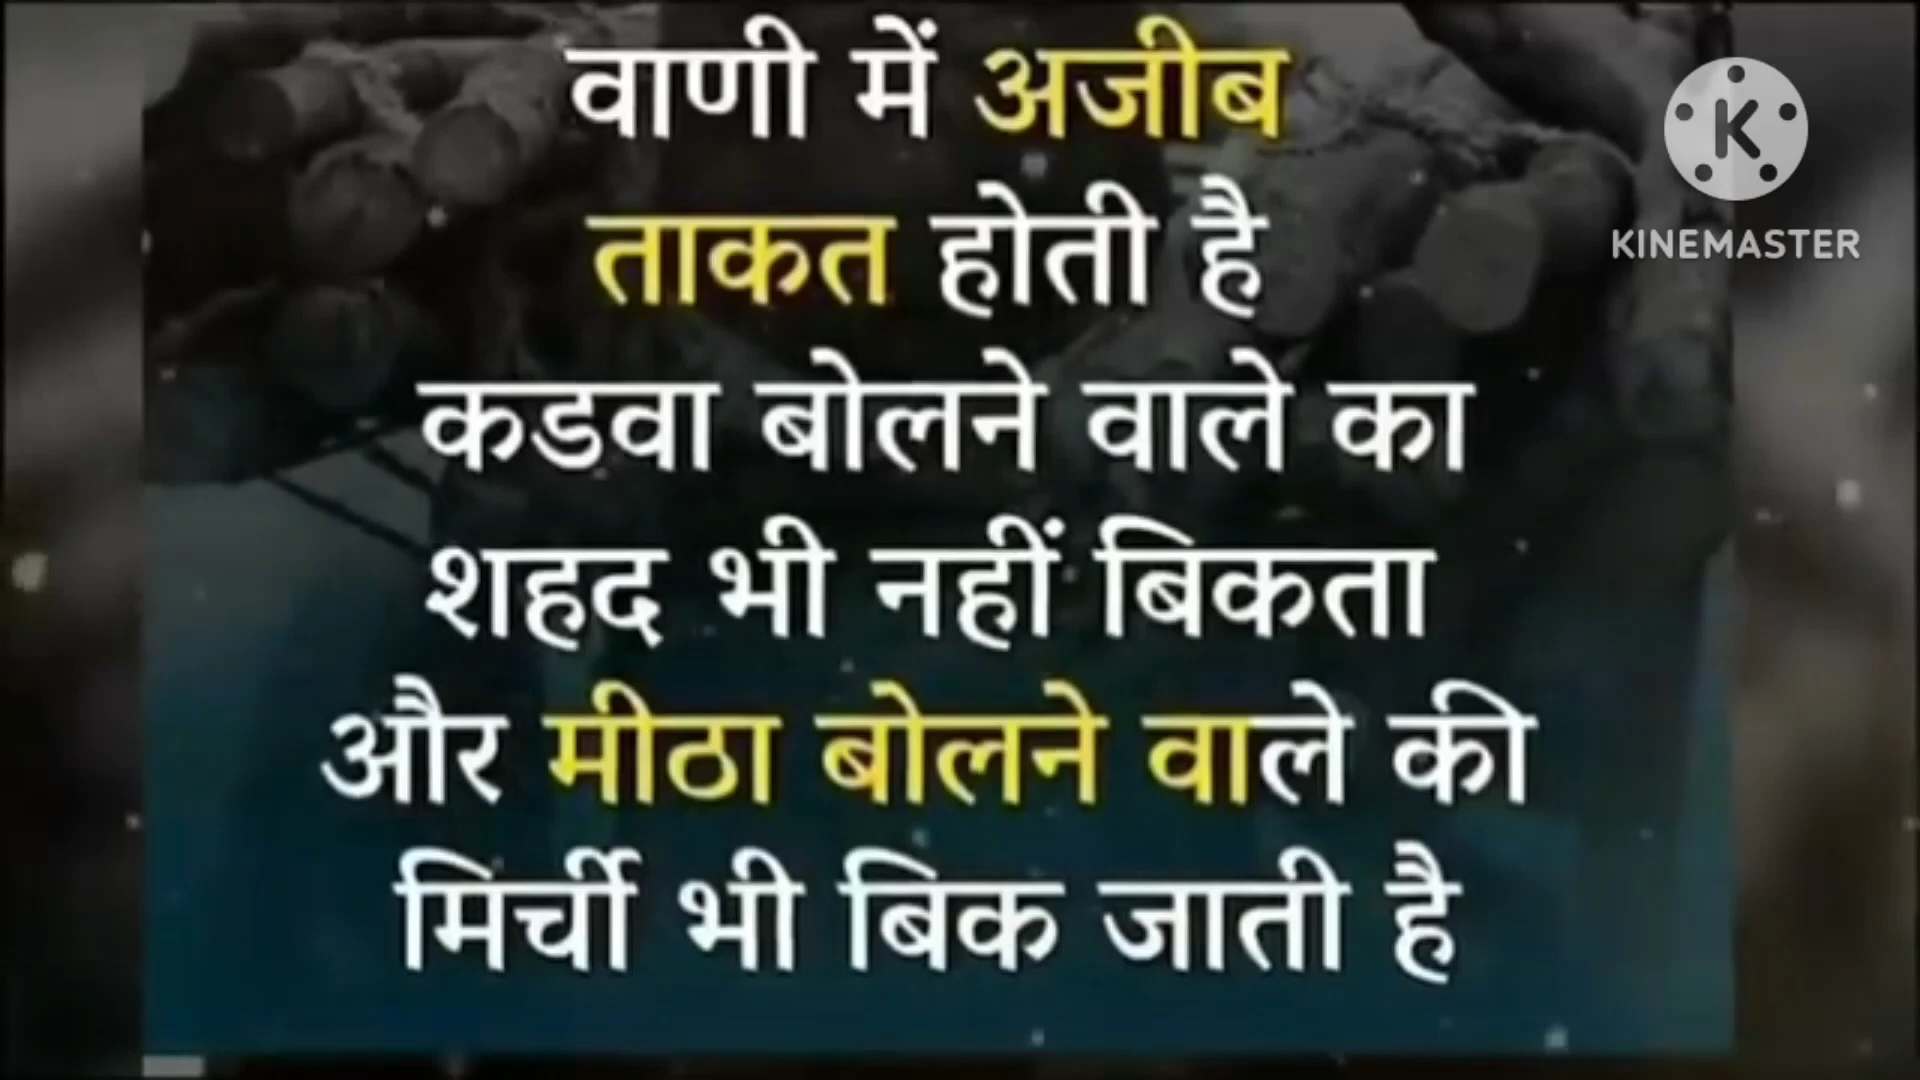 वाणी में अजीब
ताकत होती है
कडवा बोलने वाले का
शहद भी नहीं बिकता
और मीठा बोलने वाले की
मिर्ची भी बिक जाती है
KINEMASTER